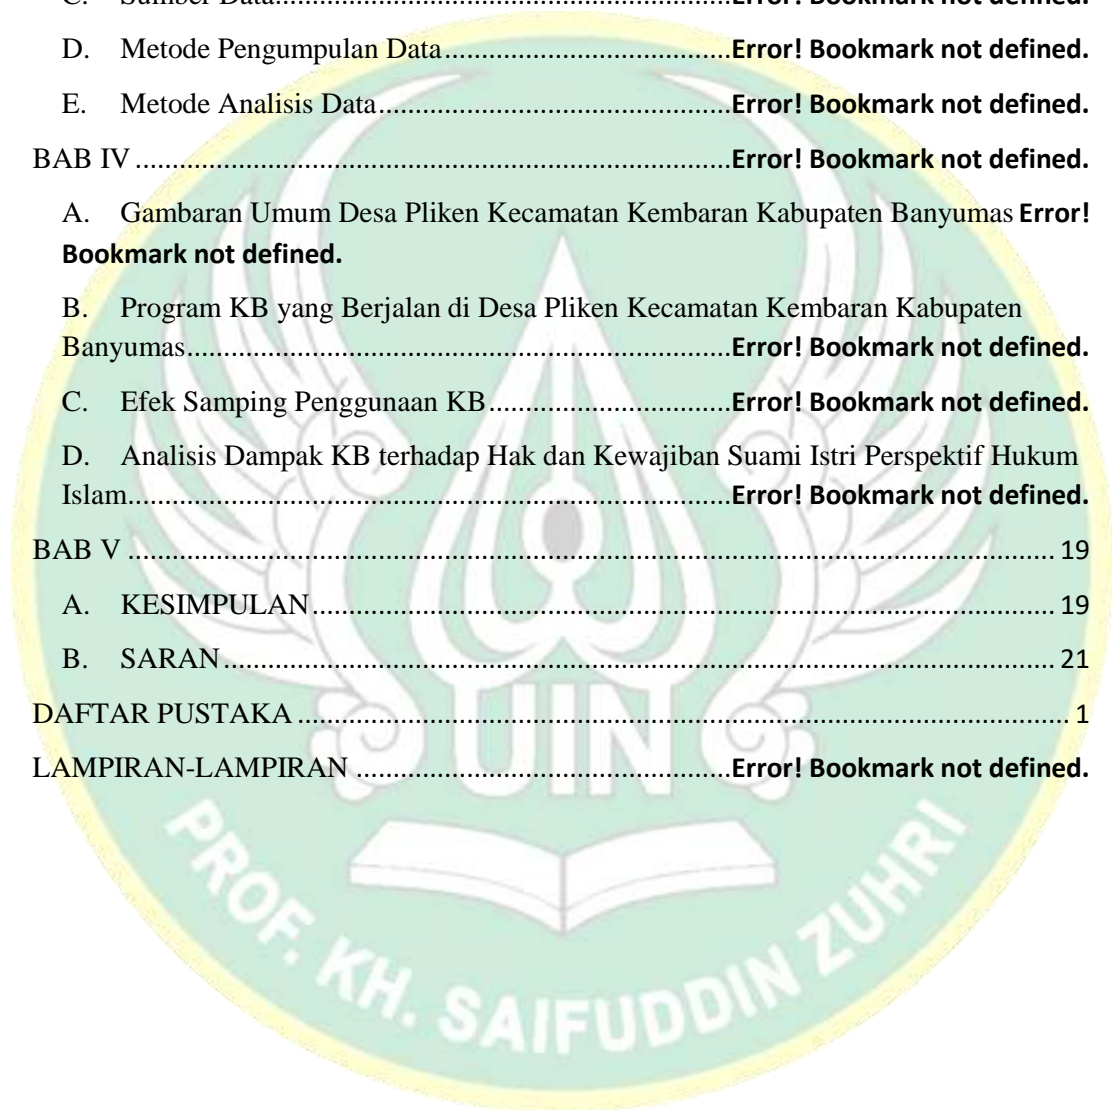 C. Sumber Data..........................................................Error! Bookmark not defined.
D. Metode Pengumpulan Data.......................................Error! Bookmark not defined.
E. Metode Analisis Data...............................................Error! Bookmark not defined.
BAB IV ................................................................................Error! Bookmark not defined.
A. Gambaran Umum Desa Pliken Kecamatan Kembaran Kabupaten Banyumas Error!
Bookmark not defined.
B. Program KB yang Berjalan di Desa Pliken Kecamatan Kembaran Kabupaten
Banyumas.........................................................................Error! Bookmark not defined.
C. Efek Samping Penggunaan KB................................Error! Bookmark not defined.
D. Analisis Dampak KB terhadap Hak dan Kewajiban Suami Istri Perspektif Hukum
Islam.................................................................................Error! Bookmark not defined.
BAB V ............................................................................................................................ 19
A. KESIMPULAN.................................................................................................... 19
B. SARAN................................................................................................................ 21
DAFTAR PUSTAKA ........................................................................................................ 1
LAMPIRAN-LAMPIRAN ..................................................Error! Bookmark not defined.
UIN
PROF. KH. SAIFUDDIN ZUHRI